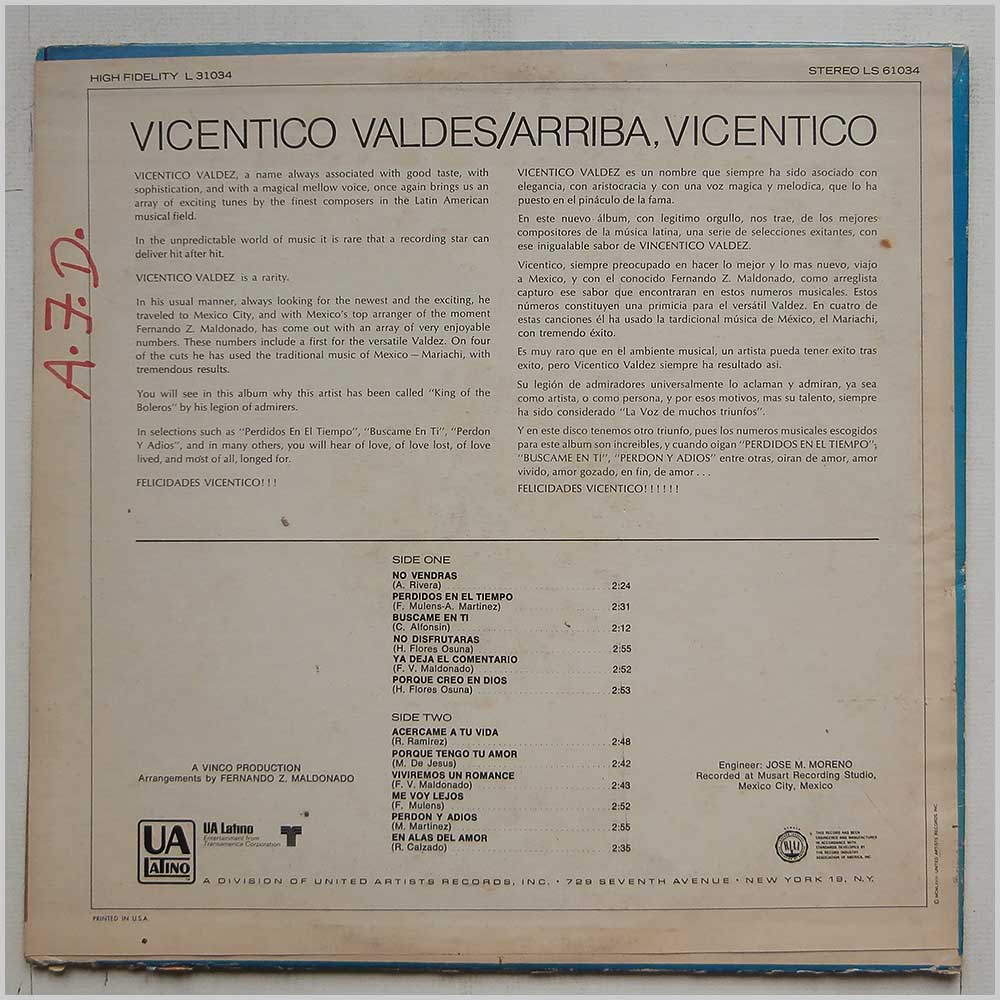 HIGH FIDELITY L 31034
STEREO LS 61034
VICENTICO VALDES/ARRIBA, VICENTICO
VICENTICO VALDEZ, a name always associated with good taste, with
sophistication, and with a magical mellow voice, once again brings us an
array of exciting tunes by the finest composers in the Latin American
musical field.
In the unpredictable world of music it is rare that a recording star can
deliver hit after hit.
VICENTICO VALDEZ is a rarity.
In his usual manner, always looking for the newest and the exciting, he
traveled to Mexico City, and with Mexico's top arranger of the moment
Fernando Z. Maldonado, has come out with an array of very enjoyable
numbers. These numbers include a first for the versatile Valdez. On four
of the cuts he has used the traditional music of Mexico — Mariachi, with
tremendous results.
You will see in this album why this artist has been called "King of the
Boleros" by his legion of admirers.
In selections such as "Perdidos En El Tiempo", "Buscame En Ti", "Perdon
Y Adios", and in many others, you will hear of love, of love lost, of love
lived, and most of all, longed for.
FELICIDADES VICENTICO!!!
VICENTICO VALDEZ es un nombre que siempre ha sido asociado con
elegancia, con aristocracia y con una voz magica y melodica, que lo ha
puesto en el pináculo de la fama.
En este nuevo álbum, con legitimo orgullo, nos trae, de los mejores
compositores de la música latina, una serie de selecciones exitantes, con
ese inigualable sabor de VINCENTICO VALDEZ.
Vicentico, siempre preocupado en hacer lo mejor y lo mas nuevo, viajo
a Mexico, y con el conocido Fernando Z. Maldonado, como arreglista
capturo ese sabor que encontraran en estos numeros musicales. Estos
números constituyen una primicia para el versátil Valdez. En cuatro de
estas canciones él ha usado la tardicional música de México, el Mariachi,
con tremendo éxito.
Es muy raro que en el ambiente musical, un artista pueda tener exito tras
exito, pero Vicentico Valdez siempre ha resultado asi.
Su legión de admiradores universalmente lo aclaman y admiran, ya sea
como artista, o como persona, y por esos motivos, mas su talento, siempre
ha sido considerado "La Voz de muchos triunfos".
Y en este disco tenemos otro triunfo, pues los numeros musicales escogidos
para este album son increibles, y cuando oigan "PERDIDOS EN EL TIEMPO";
"BUSCAME EN TI", "PERDON Y ADIOS" entre otras, oiran de amor, amor
vivido, amor gozado, en fin, de amor . . .
FELICIDADES VICENTICO!!!!!!
A.F.D.
SIDE ONE
NO VENDRAS
(A. Rivera) 2:24
PERDIDOS EN EL TIEMPO
(F. Mulens-A. Martinez) 2:31
BUSCAME EN TI
(C. Alfonsin) 2:12
NO DISFRUTARAS
(H. Flores Osuna) 2:55
YA DEJA EL COMENTARIO
(F. V. Maldonado) 2:52
PORQUE CREO EN DIOS
(H. Flores Osuna) 2:53
SIDE TWO
ACERCAME A TU VIDA
(R. Ramirez) 2:48
PORQUE TENGO TU AMOR
(M. De Jesus) 2:42
VIVIREMOS UN ROMANCE
(F. V. Maldonado) 2:43
ME VOY LEJOS
(F. Mulens) 2:52
PERDON Y ADIOS
(M. Martinez) 2:55
EN ALAS DEL AMOR
(R. Calzado) 2:35
A VINCO PRODUCTION
Arrangements by FERNANDO Z. MALDONADO
Engineer: JOSE M. MORENO
Recorded at Musart Recording Studio,
Mexico City, Mexico
UA
LATINO
UA Latino
Entertainment from
Transamerica Corporation
T
RIAA
THIS RECORD HAS BEEN
ENGINEERED AND MANUFACTURED
IN ACCORDANCE WITH
STANDARDS DEVELOPED BY
THE RECORD INDUSTRY
ASSOCIATION OF AMERICA, INC.
A DIVISION OF UNITED ARTISTS RECORDS, INC. • 729 SEVENTH AVENUE • NEW YORK 19, N.Y.
UNITED ARTISTS RECORDS INC.
PRINTED IN U.S.A.